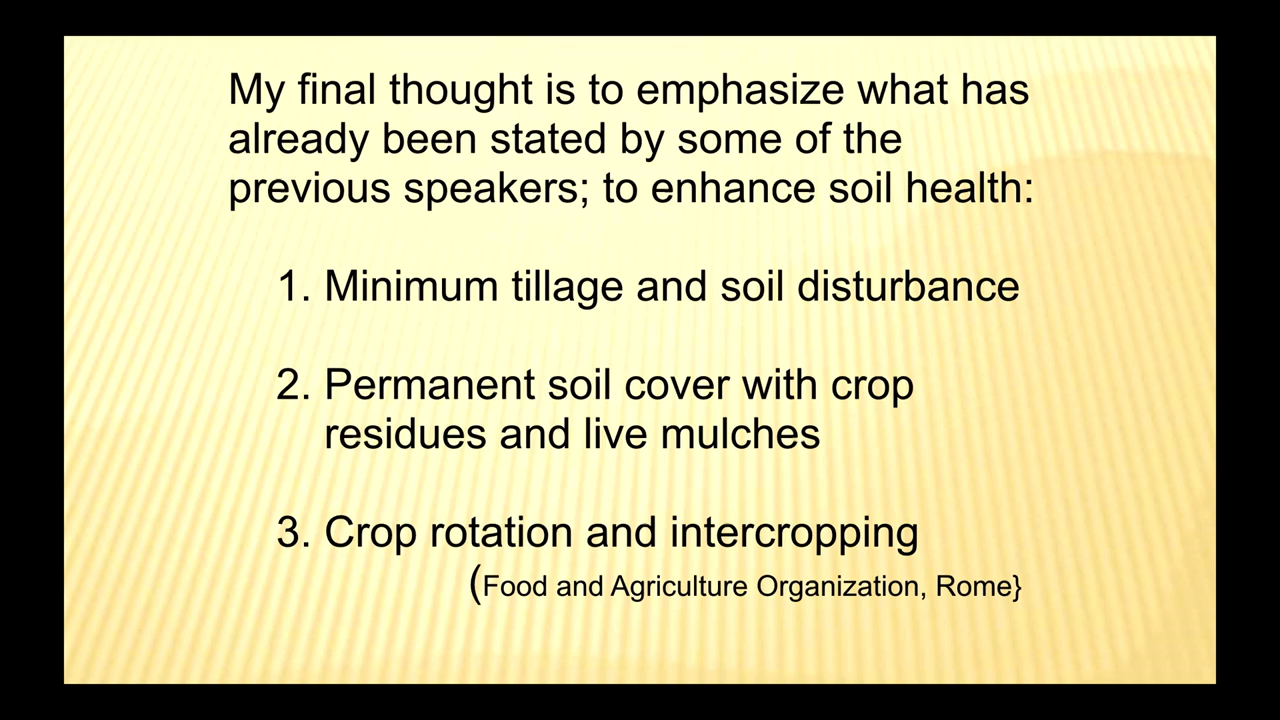 My final thought is to emphasize what has
already been stated by some of the
previous speakers; to enhance soil health:
1. Minimum tillage and soil disturbance
2. Permanent soil cover with crop
residues and live mulches
3. Crop rotation and intercropping
(Food and Agriculture Organization, Rome}